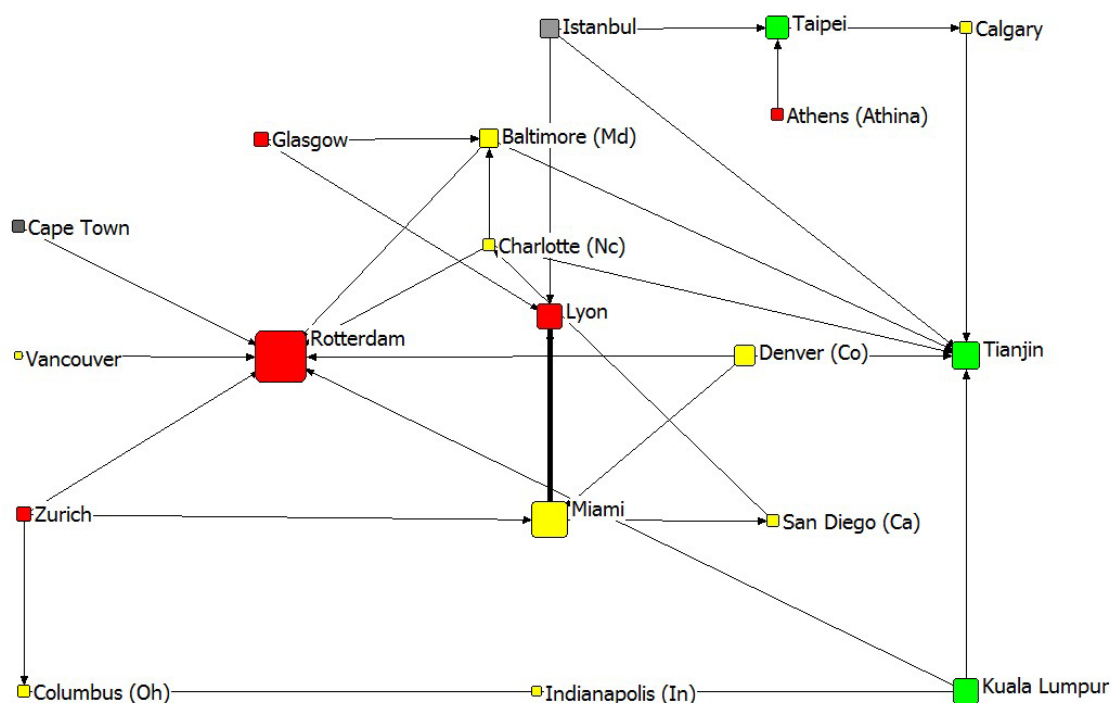 Istanbul
Taipei
Calgary
Athens (Athina)
Glasgow
Baltimore (Md)
Cape Town
Charlotte (Nc)
Lyon
Rotterdam
Vancouver
Denver (Co)
Tianjin
Zurich
Miami
San Diego (Ca)
Columbus (Oh)
Indianapolis (In)
Kuala Lumpur